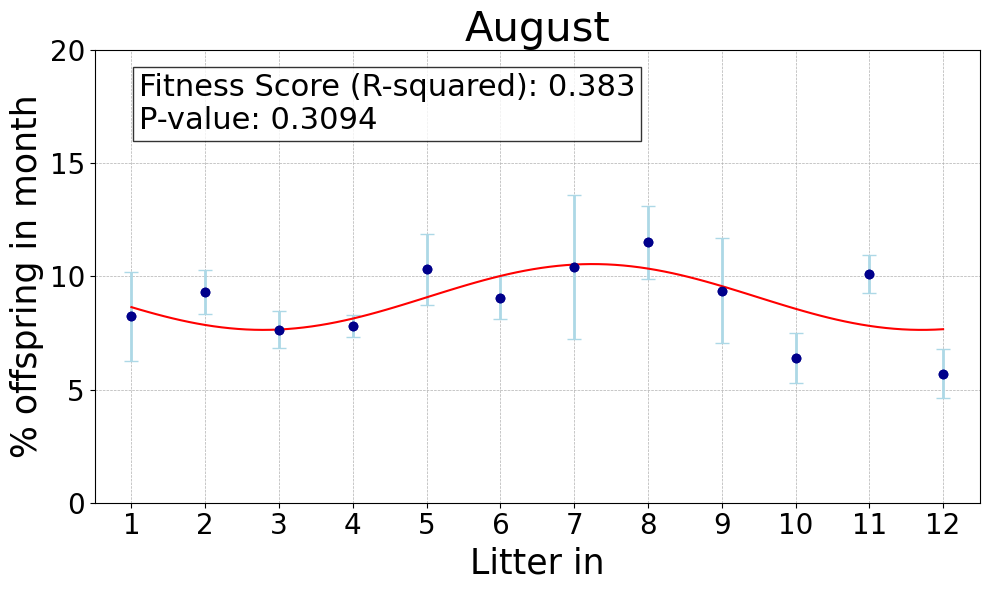 August
20
Fitness Score (R-squared): 0.383
P-value: 0.3094
15
10
5
0
% offspring in month
1 2 3 4 5 6 7 8 9 10 11 12
Litter in